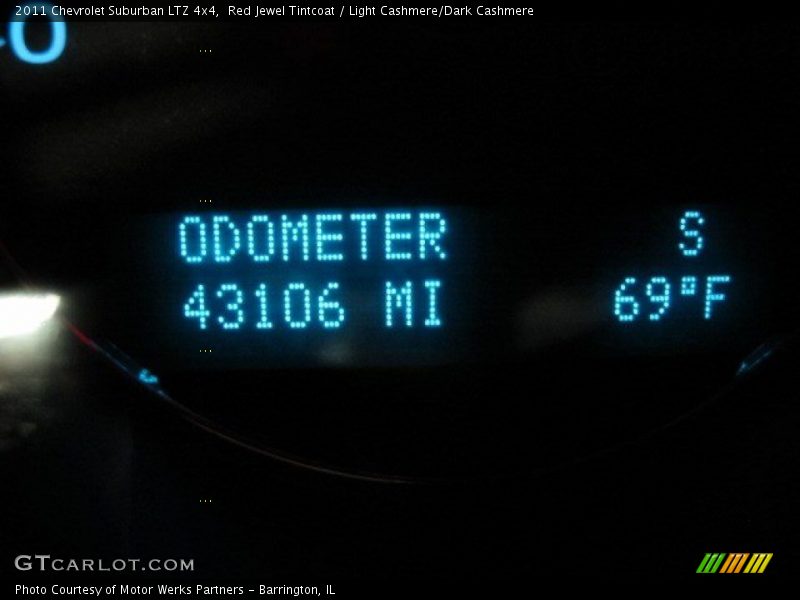 2011 Chevrolet Suburban LTZ 4x4,  Red Jewel Tintcoat / Light Cashmere/Dark Cashmere
ODOMETER S
43106 MI 69°F
GTCARLOT.COM
Photo Courtesy of Motor Werks Partners - Barrington, IL